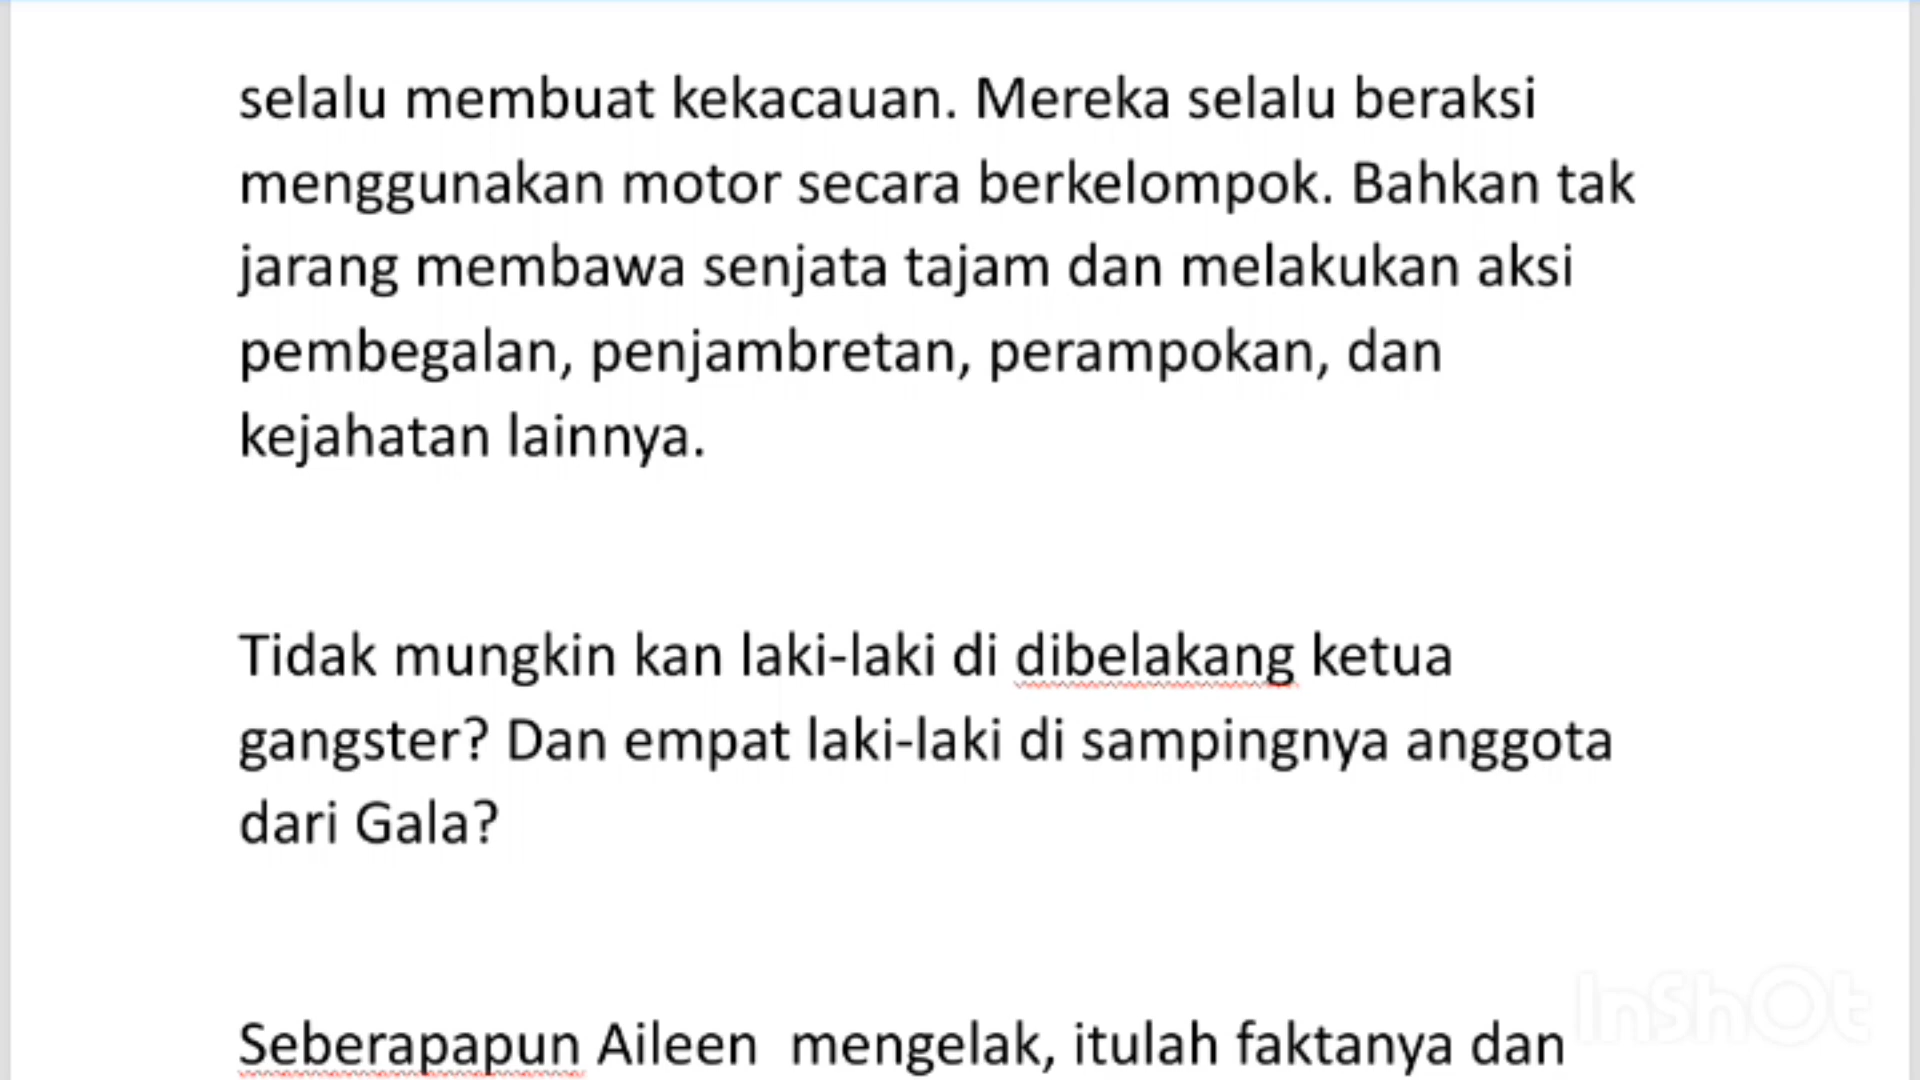 selalu membuat kekacauan. Mereka selalu beraksi
menggunakan motor secara berkelompok. Bahkan tak
jarang membawa senjata tajam dan melakukan aksi
pembegalan, penjambretan, perampokan, dan
kejahatan lainnya.
Tidak mungkin kan laki-laki di dibelakang ketua
gangster? Dan empat laki-laki di sampingnya anggota
dari Gala?
Seberapapun Aileen  mengelak, itulah faktanya dan
InShOt